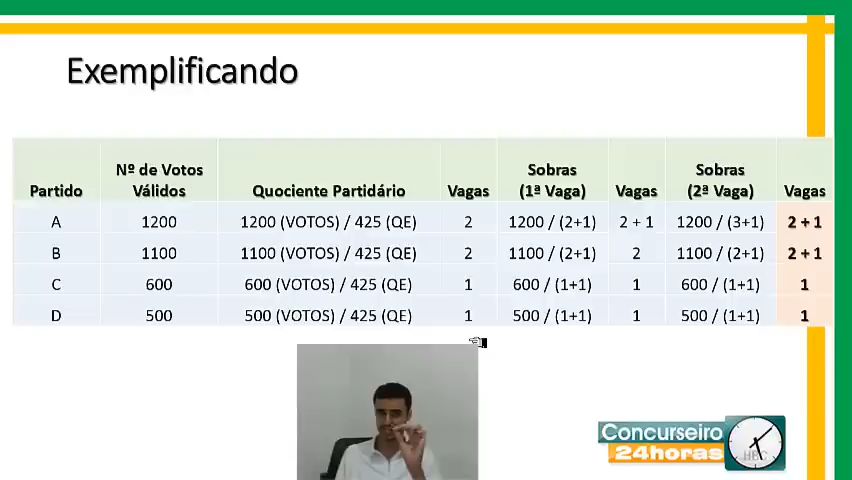 Exemplificando
Nº de Votos Sobras Sobras
Partido Válidos Quociente Partidário Vagas (1ª Vaga) Vagas (2ª Vaga) Vagas
A 1200 1200 (VOTOS) / 425 (QE) 2 1200 / (2+1) 2 + 1 1200 / (3+1) 2 + 1
B 1100 1100 (VOTOS) / 425 (QE) 2 1100 / (2+1) 2 1100 / (2+1) 2 + 1
C 600 600 (VOTOS) / 425 (QE) 1 600 / (1+1) 1 600 / (1+1) 1
D 500 500 (VOTOS) / 425 (QE) 1 500 / (1+1) 1 500 / (1+1) 1
Concurseiro
24horas